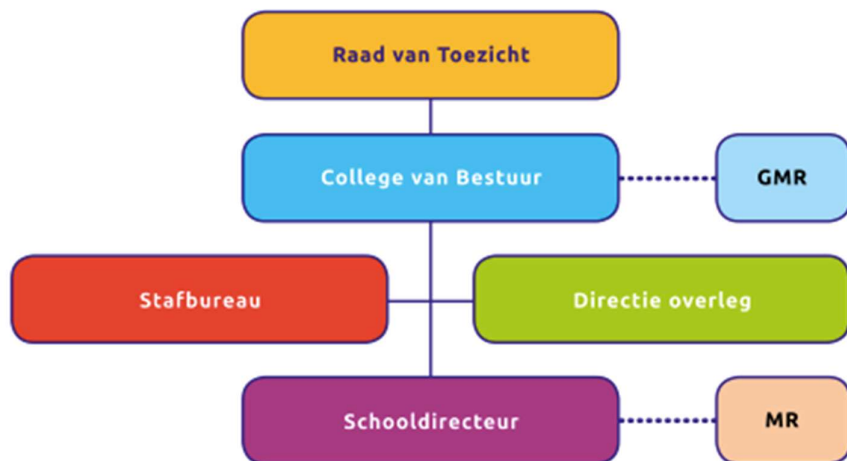 Raad van Toezicht
College van Bestuur
GMR
Stafbureau
Directie overleg
Schooldirecteur
MR